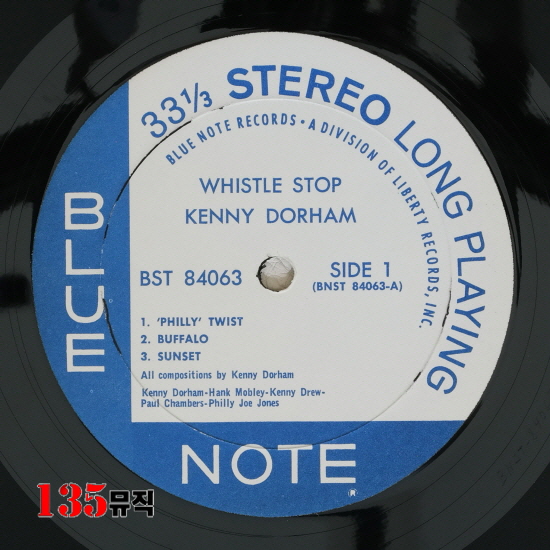 33 1/3 STEREO LONG PLAYING
BLUE NOTE RECORDS • A DIVISION OF LIBERTY RECORDS, INC.
WHISTLE STOP
KENNY DORHAM
BST 84063
SIDE 1
(BNST 84063-A)
1. 'PHILLY' TWIST
2. BUFFALO
3. SUNSET
All compositions by Kenny Dorham
Kenny Dorham-Hank Mobley-Kenny Drew-
Paul Chambers-Philly Joe Jones
BLUE
NOTE
135뮤직